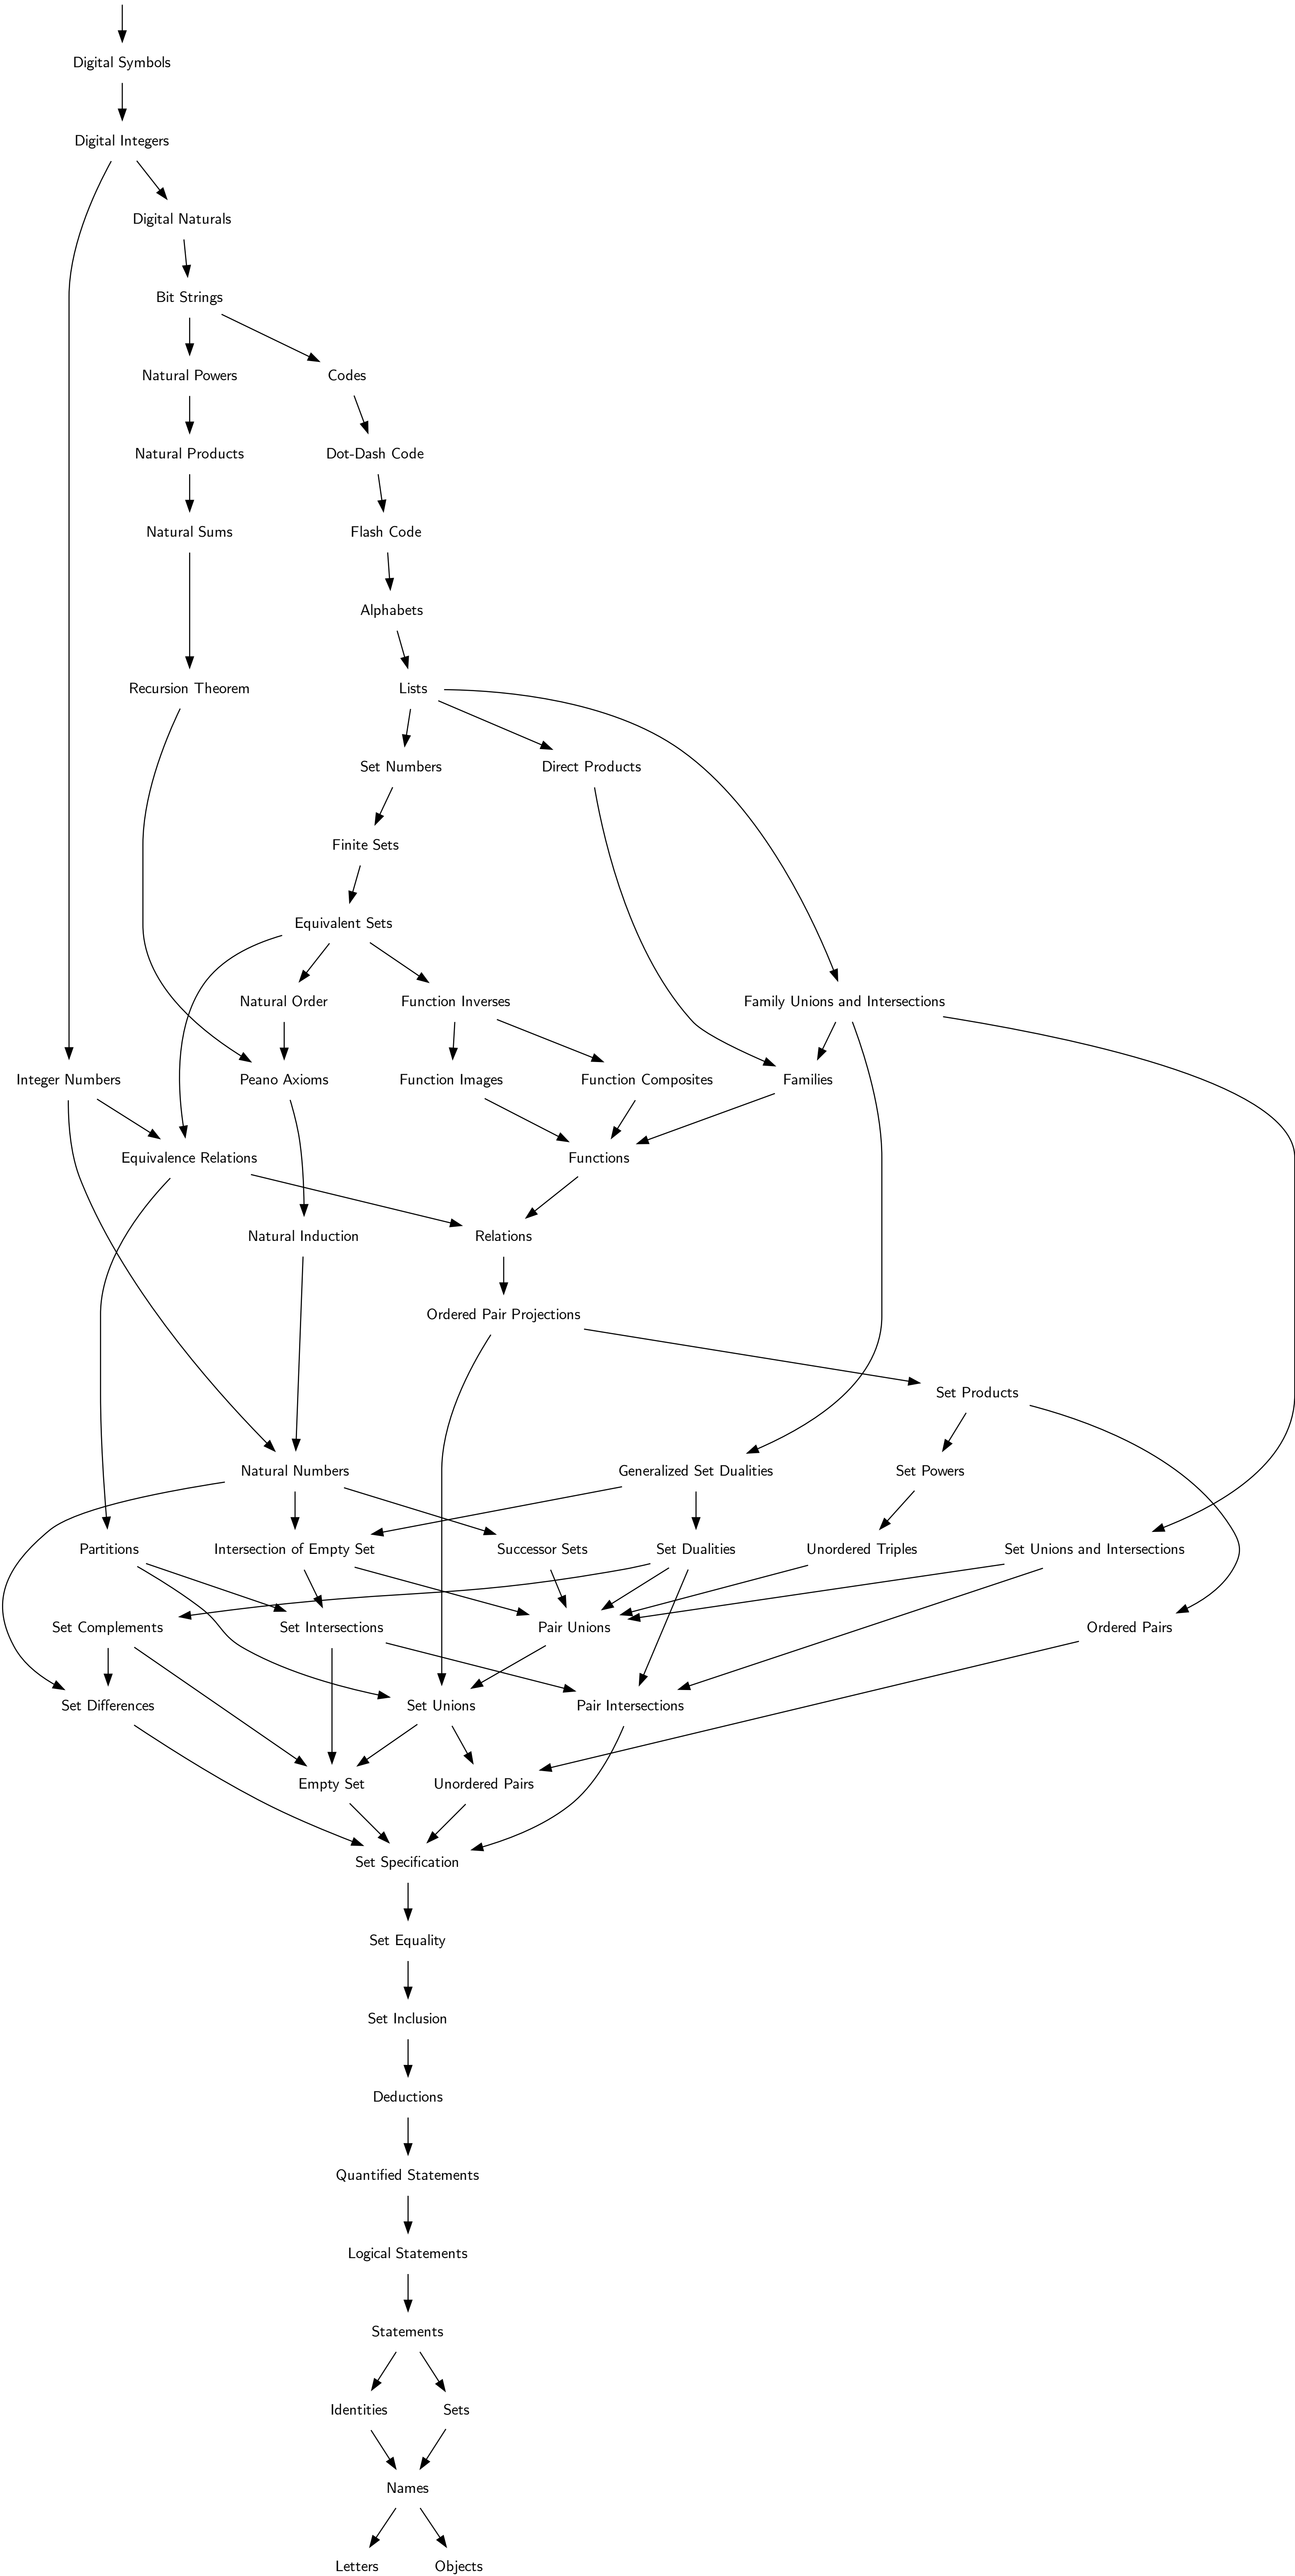 Digital Symbols
Digital Integers
Digital Naturals
Bit Strings
Natural Powers
Codes
Natural Products
Dot-Dash Code
Natural Sums
Flash Code
Alphabets
Recursion Theorem
Lists
Set Numbers
Direct Products
Finite Sets
Equivalent Sets
Natural Order
Function Inverses
Family Unions and Intersections
Integer Numbers
Peano Axioms
Function Images
Function Composites
Families
Equivalence Relations
Functions
Natural Induction
Relations
Ordered Pair Projections
Set Products
Natural Numbers
Generalized Set Dualities
Set Powers
Partitions
Intersection of Empty Set
Successor Sets
Set Dualities
Unordered Triples
Set Unions and Intersections
Set Complements
Set Intersections
Pair Unions
Ordered Pairs
Set Differences
Set Unions
Pair Intersections
Empty Set
Unordered Pairs
Set Specification
Set Equality
Set Inclusion
Deductions
Quantified Statements
Logical Statements
Statements
Identities
Sets
Names
Letters
Objects